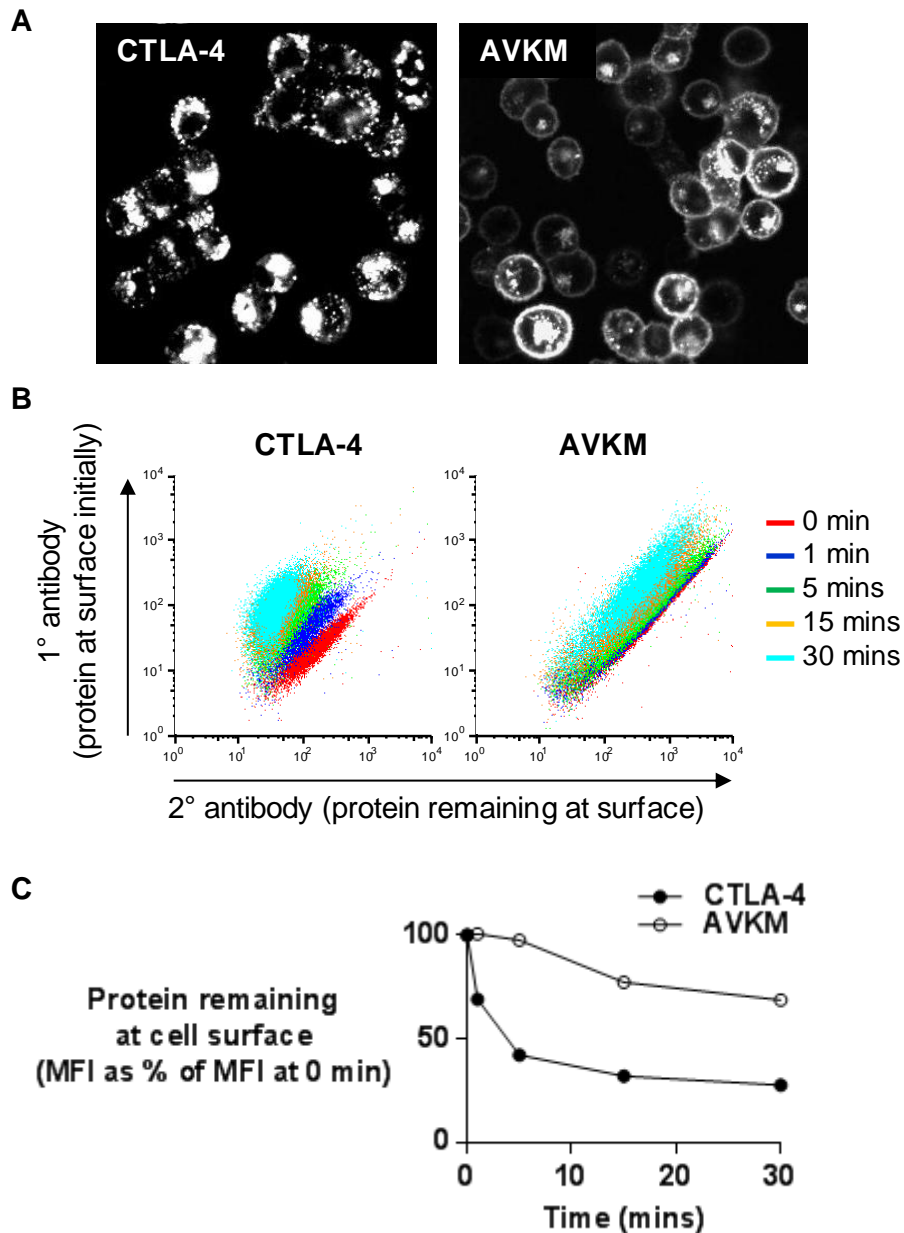 A
CTLA-4
AVKM
B
CTLA-4
AVKM
1° antibody
(protein at surface initially)
10⁴
10³
10²
10¹
10⁰
10⁰ 10¹ 10² 10³ 10⁴
10⁴
10³
10²
10¹
10⁰
10⁰ 10¹ 10² 10³ 10⁴
0 min
1 min
5 mins
15 mins
30 mins
2° antibody (protein remaining at surface)
C
CTLA-4
AVKM
Protein remaining
at cell surface
(MFI as % of MFI at 0 min)
100
50
0
0 10 20 30
Time (mins)